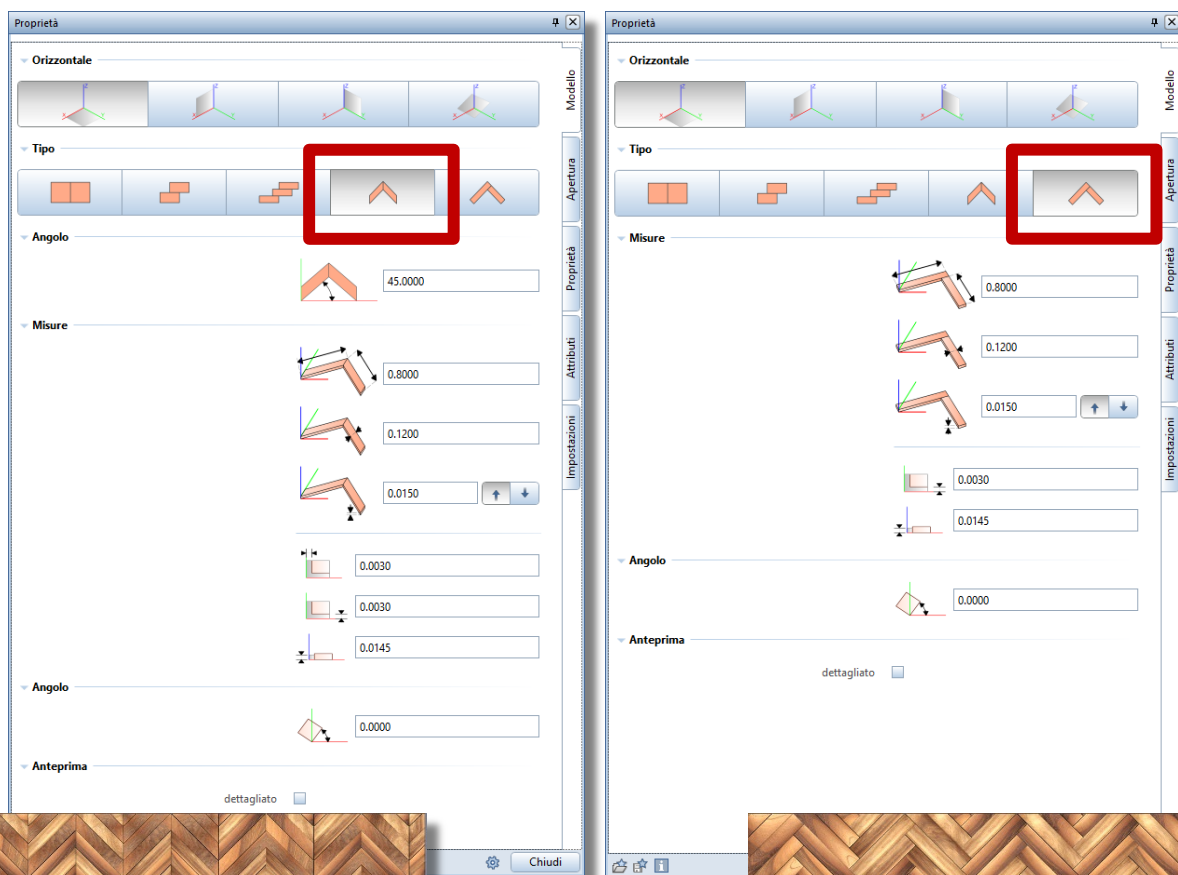 Proprietà
Orizzontale
Tipo
Angolo
45.0000
Misure
0.8000
0.1200
0.0150
0.0030
0.0030
0.0145
Angolo
0.0000
Anteprima
dettagliato
Chiudi
Modello
Apertura
Proprietà
Attributi
Impostazioni
Proprietà
Orizzontale
Tipo
Misure
0.8000
0.1200
0.0150
0.0030
0.0145
Angolo
0.0000
Anteprima
dettagliato
Modello
Apertura
Proprietà
Attributi
Impostazioni